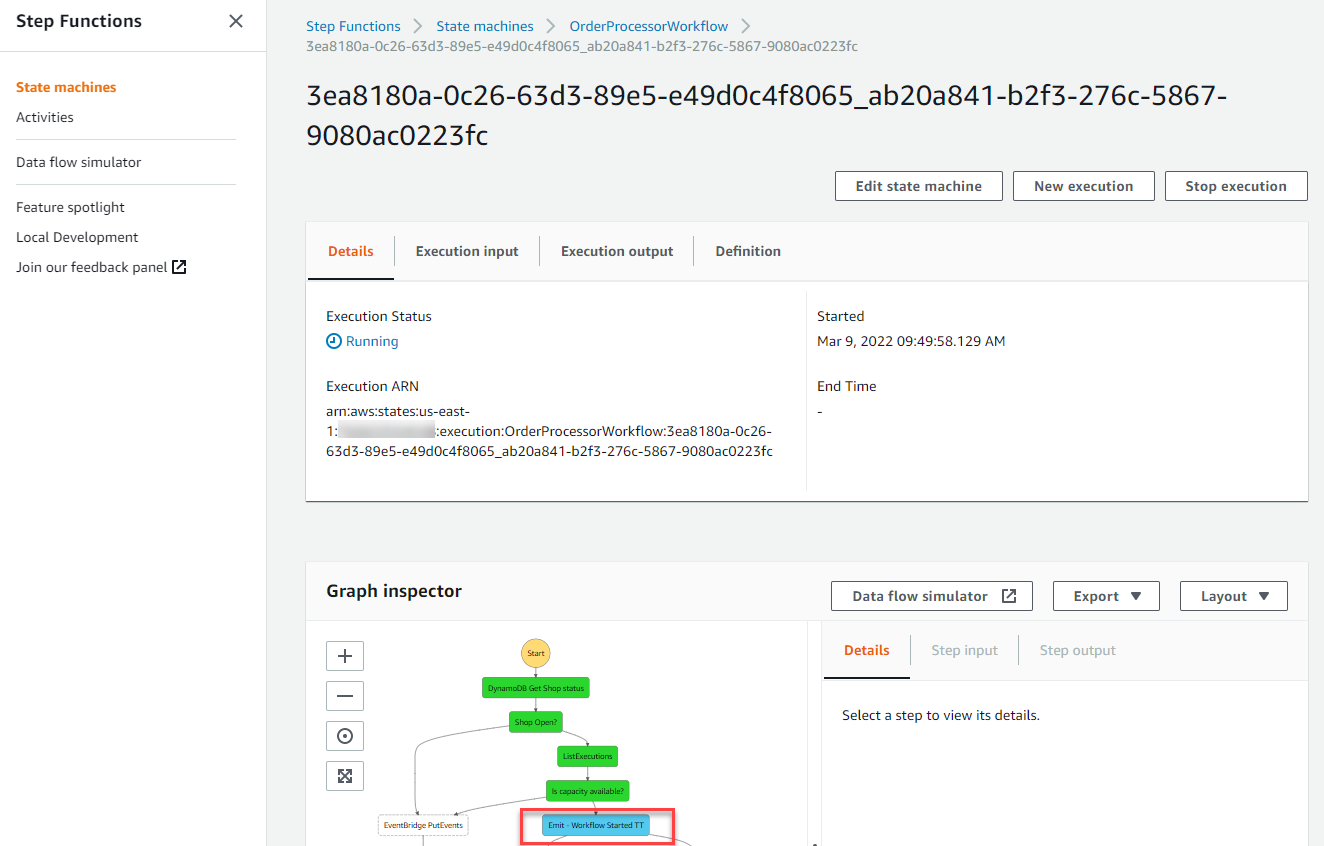 Step Functions
State machines
Activities
Data flow simulator
Feature spotlight
Local Development
Join our feedback panel
Step Functions > State machines > OrderProcessorWorkflow >
3ea8180a-0c26-63d3-89e5-e49d0c4f8065_ab20a841-b2f3-276c-5867-9080ac0223fc
3ea8180a-0c26-63d3-89e5-e49d0c4f8065_ab20a841-b2f3-276c-5867-
9080ac0223fc
Edit state machine New execution Stop execution
Details Execution input Execution output Definition
Execution Status
Running
Execution ARN
arn:aws:states:us-east-
1: :execution:OrderProcessorWorkflow:3ea8180a-0c26-
63d3-89e5-e49d0c4f8065_ab20a841-b2f3-276c-5867-9080ac0223fc
Started
Mar 9, 2022 09:49:58.129 AM
End Time
-
Graph inspector
Data flow simulator Export Layout
Start
DynamoDB Get Shop status
Shop Open?
ListExecutions
Is capacity available?
EventBridge PutEvents
Emit - Workflow Started TT
Details Step input Step output
Select a step to view its details.